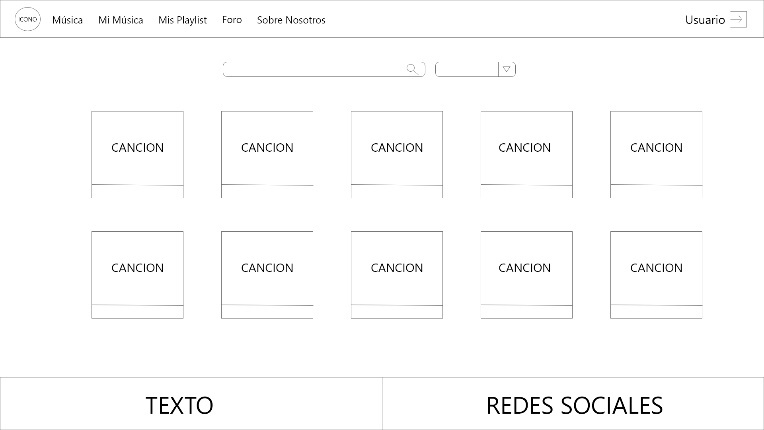 ICONO Música Mi Música Mis Playlist Foro Sobre Nosotros Usuario
CANCION CANCION CANCION CANCION CANCION
CANCION CANCION CANCION CANCION CANCION
TEXTO REDES SOCIALES